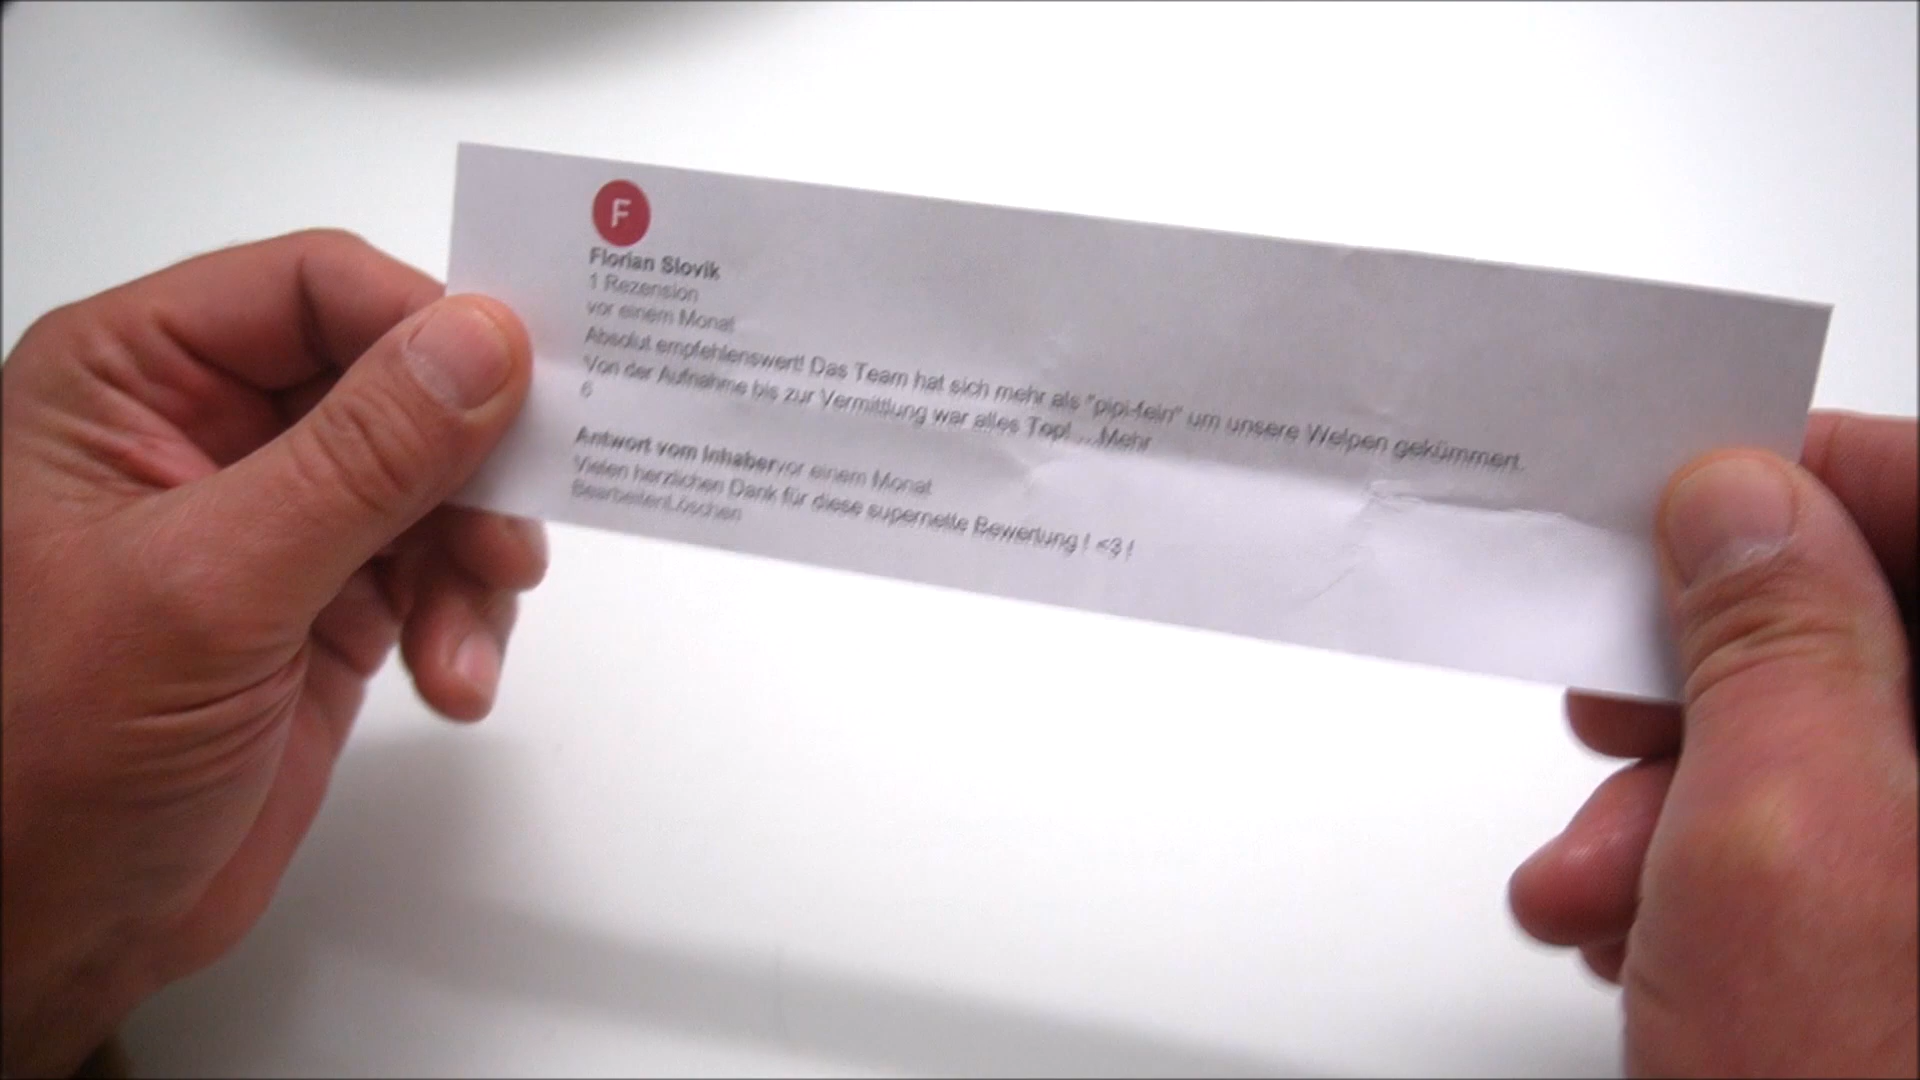 F
Florian Slovik
1 Rezension
vor einem Monat
Absolut empfehlenswert! Das Team hat sich mehr als "pipi-fein" um unsere Welpen gekümmert.
Von der Aufnahme bis zur Vermittlung war alles Top! ... Mehr
6
Antwort vom Inhabervor einem Monat
Vielen herzlichen Dank für diese supernette Bewertung ! <3 !
BearbeitenLöschen